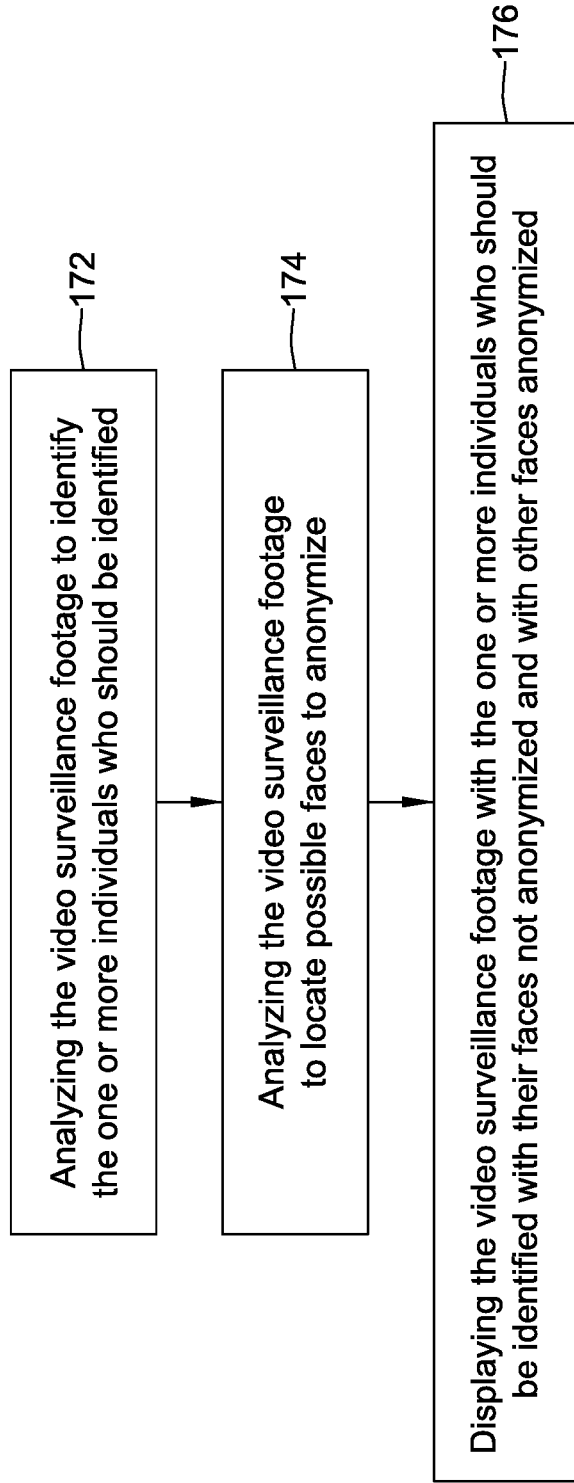 Analyzing the video surveillance footage to identify
the one or more individuals who should be identified
172
Analyzing the video surveillance footage
to locate possible faces to anonymize
174
Displaying the video surveillance footage with the one or more individuals who should
be identified with their faces not anonymized and with other faces anonymized
176